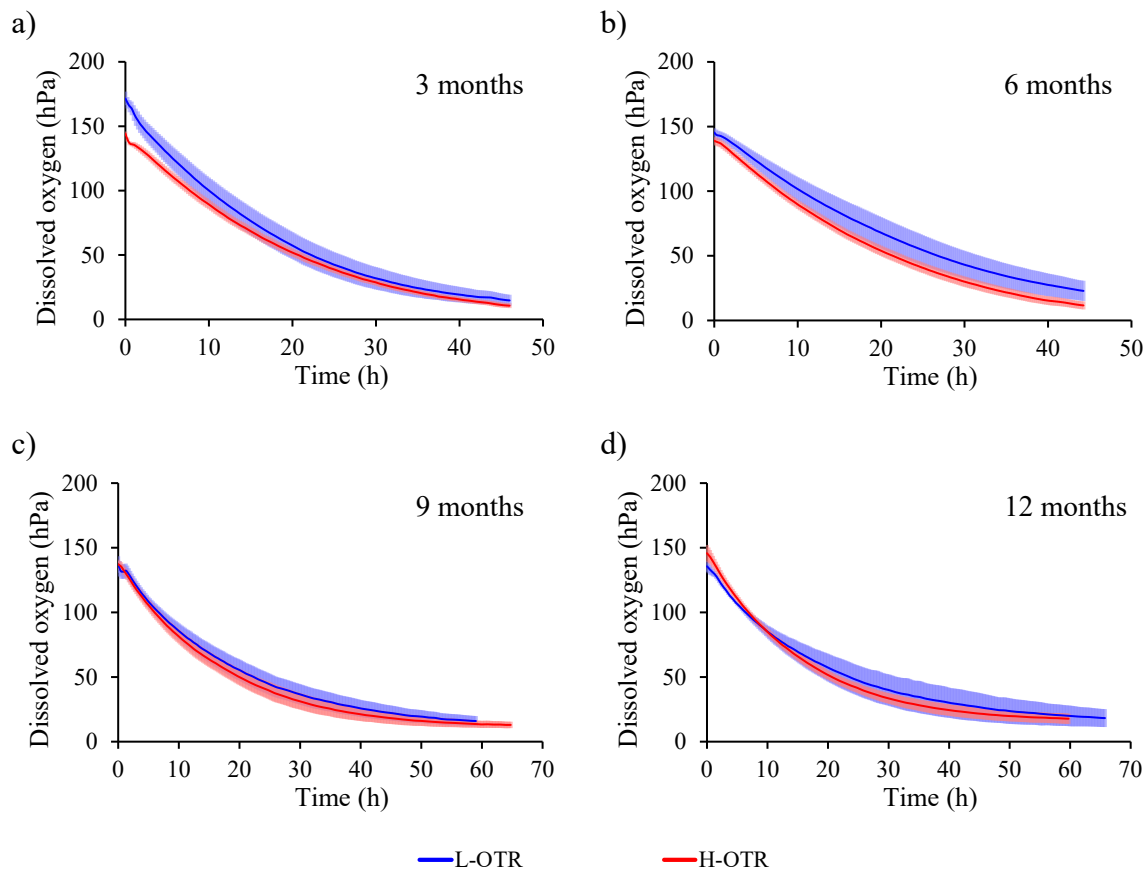 a)
200
150
100
50
0
Dissolved oxygen (hPa)
3 months
0 10 20 30 40 50
Time (h)
b)
200
150
100
50
0
Dissolved oxygen (hPa)
6 months
0 10 20 30 40 50
Time (h)
c)
200
150
100
50
0
Dissolved oxygen (hPa)
9 months
0 10 20 30 40 50 60 70
Time (h)
d)
200
150
100
50
0
Dissolved oxygen (hPa)
12 months
0 10 20 30 40 50 60 70
Time (h)
L-OTR H-OTR